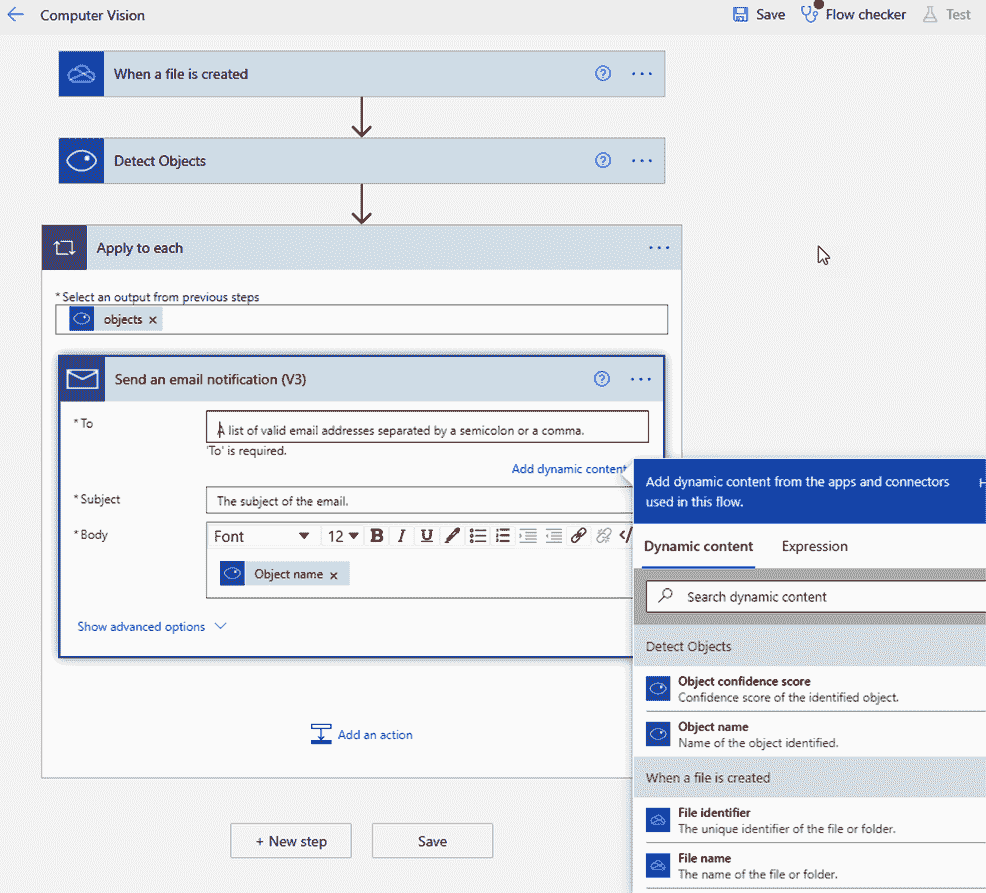 Computer Vision
Save
Flow checker
Test
When a file is created
Detect Objects
Apply to each
* Select an output from previous steps
objects ×
Send an email notification (V3)
* To
A list of valid email addresses separated by a semicolon or a comma.
'To' is required.
Add dynamic content
* Subject
The subject of the email.
* Body
Font
12
B I U
Object name ×
Show advanced options
Add an action
+ New step
Save
Add dynamic content from the apps and connectors
used in this flow.
Dynamic content
Expression
Search dynamic content
Detect Objects
Object confidence score
Confidence score of the identified object.
Object name
Name of the object identified.
When a file is created
File identifier
The unique identifier of the file or folder.
File name
The name of the file or folder.